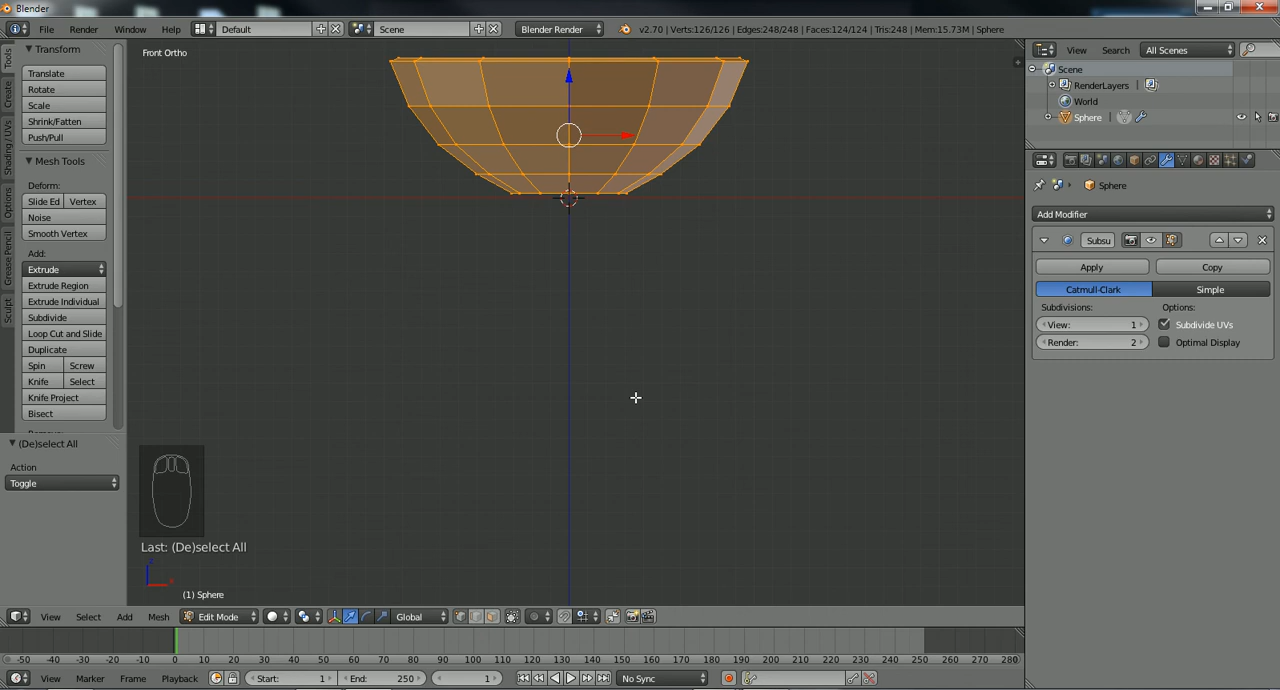 Blender
File Render Window Help Default Scene Blender Render v2.70 | Verts:126/126 | Edges:248/248 | Faces:124/124 | Tris:248 | Mem:15.73M | Sphere
Tools
Create
Shading / UVs
Options
Grease Pencil
Sculpt
Transform
Translate
Rotate
Scale
Shrink/Fatten
Push/Pull
Mesh Tools
Deform:
Slide Ed Vertex
Noise
Smooth Vertex
Add:
Extrude
Extrude Region
Extrude Individual
Subdivide
Loop Cut and Slide
Duplicate
Spin Screw
Knife Select
Knife Project
Bisect
(De)select All
Action
Toggle
Front Ortho
Last: (De)select All
(1) Sphere
View Select Add Mesh Edit Mode Global
View Search All Scenes
Scene
RenderLayers |
World
Sphere
Sphere
Add Modifier
Subsu
Apply Copy
Catmull-Clark Simple
Subdivisions: Options:
View: 1 Subdivide UVs
Render: 2 Optimal Display
-50 -40 -30 -20 -10 0 10 20 30 40 50 60 70 80 90 100 110 120 130 140 150 160 170 180 190 200 210 220 230 240 250 260 270 280
View Marker Frame Playback Start: 1 End: 250 1 No Sync